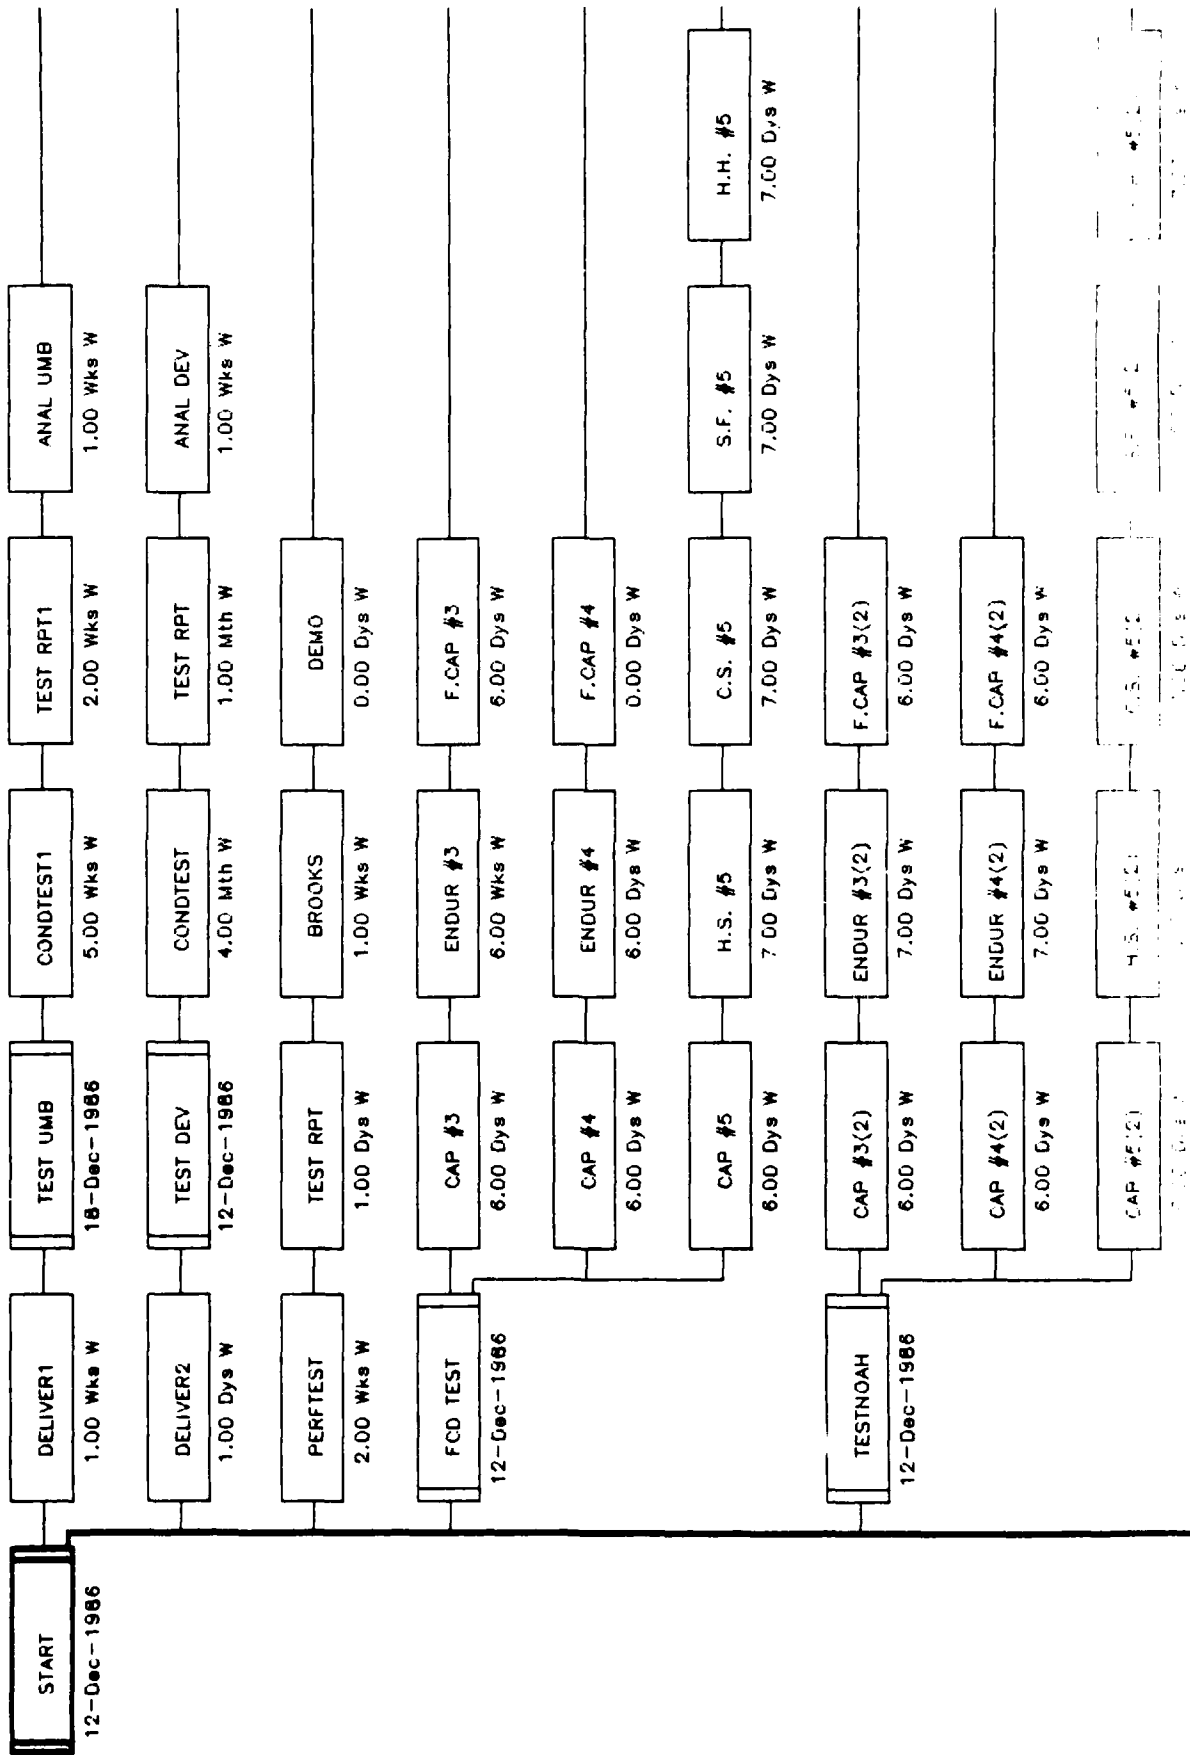 START
12-Dec-1986
DELIVER1
1.00 Wks W
TEST UMB
18-Dec-1986
CONDTEST1
5.00 Wks W
TEST RPT1
2.00 Wks W
ANAL UMB
1.00 Wks W
DELIVER2
1.00 Dys W
TEST DEV
12-Dec-1986
CONDTEST
4.00 Mth W
TEST RPT
1.00 Mth W
ANAL DEV
1.00 Wks W
PERFTEST
2.00 Wks W
TEST RPT
1.00 Dys W
BROOKS
1.00 Wks W
DEMO
0.00 Dys W
FCD TEST
12-Dec-1986
CAP #3
6.00 Dys W
ENDUR #3
6.00 Wks W
F.CAP #3
6.00 Dys W
CAP #4
6.00 Dys W
ENDUR #4
6.00 Dys W
F.CAP #4
0.00 Dys W
CAP #5
6.00 Dys W
H.S. #5
7.00 Dys W
C.S. #5
7.00 Dys W
S.F. #5
7.00 Dys W
H.H. #5
7.00 Dys W
TESTNOAH
12-Dec-1986
CAP #3(2)
6.00 Dys W
ENDUR #3(2)
7.00 Dys W
F.CAP #3(2)
6.00 Dys W
CAP #4(2)
6.00 Dys W
ENDUR #4(2)
7.00 Dys W
F.CAP #4(2)
6.00 Dys W
CAP #5(2)
H.S. #5(2)